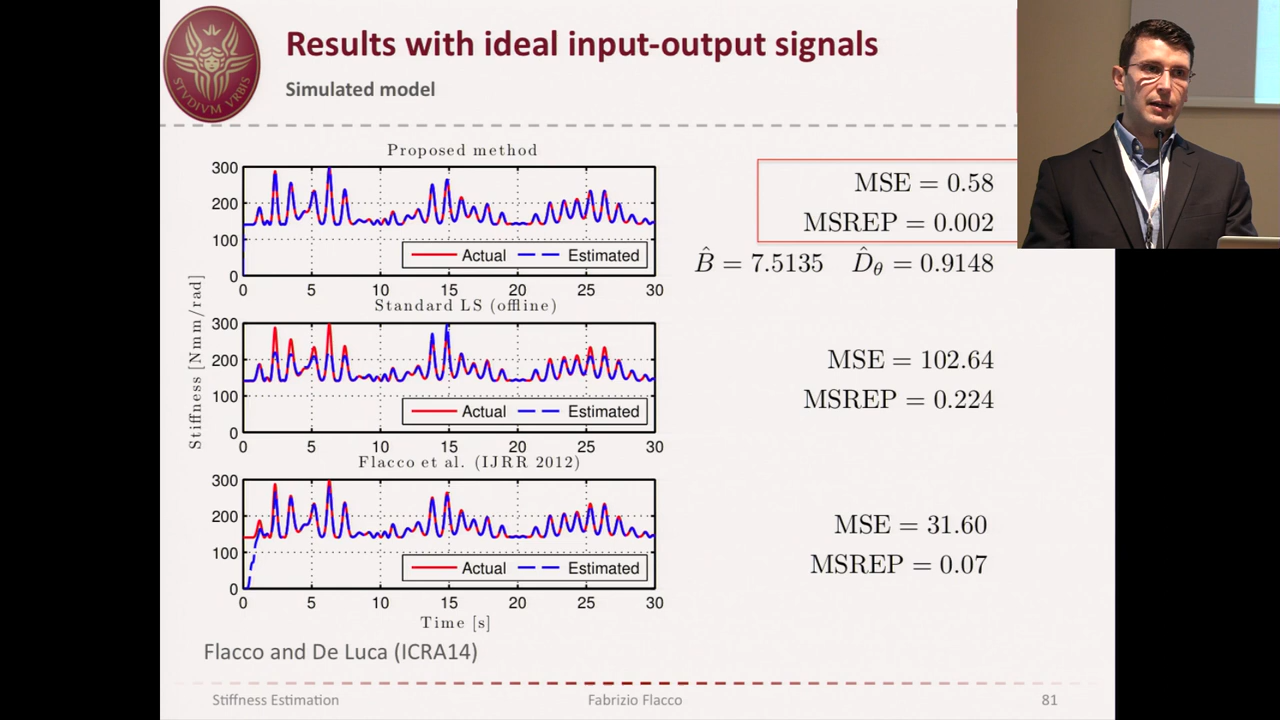 STVDIVM VRBIS
Results with ideal input-output signals
Simulated model
Proposed method
300
200
100
0
Actual
Estimated
0 5 10 15 20 25 30
MSE = 0.58
MSREP = 0.002
B̂ = 7.5135 D̂θ = 0.9148
Stiffness [Nmm/rad]
Standard LS (offline)
300
200
100
0
Actual
Estimated
0 5 10 15 20 25 30
MSE = 102.64
MSREP = 0.224
Flacco et al. (IJRR 2012)
300
200
100
0
Actual
Estimated
0 5 10 15 20 25 30
Time [s]
MSE = 31.60
MSREP = 0.07
Flacco and De Luca (ICRA14)
Stiffness Estimation Fabrizio Flacco 81